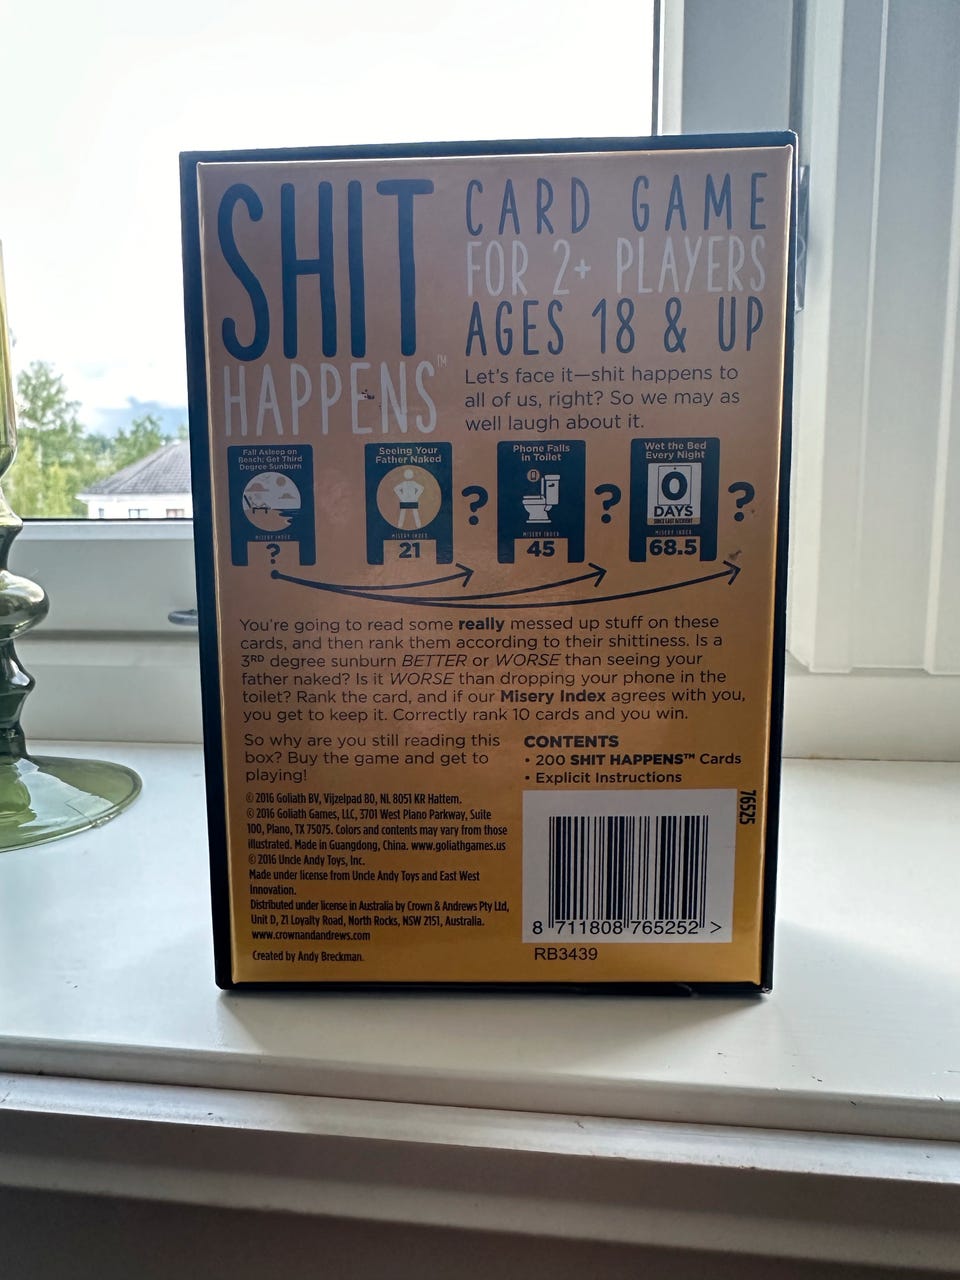 SHIT
HAPPENS™
CARD GAME
FOR 2+ PLAYERS
AGES 18 & UP
Let's face it—shit happens to
all of us, right? So we may as
well laugh about it.
Fall Asleep on
Beach; Get Third
Degree Sunburn
MISERY INDEX
?
Seeing Your
Father Naked
MISERY INDEX
21
?
Phone Falls
in Toilet
MISERY INDEX
45
?
Wet the Bed
Every Night
0
DAYS
SINCE LAST ACCIDENT
MISERY INDEX
68.5
?
You're going to read some really messed up stuff on these
cards, and then rank them according to their shittiness. Is a
3RD degree sunburn BETTER or WORSE than seeing your
father naked? Is it WORSE than dropping your phone in the
toilet? Rank the card, and if our Misery Index agrees with you,
you get to keep it. Correctly rank 10 cards and you win.
So why are you still reading this
box? Buy the game and get to
playing!
CONTENTS
• 200 SHIT HAPPENS™ Cards
• Explicit Instructions
© 2016 Goliath BV, Vijzelpad 80, NL 8051 KR Hattem.
© 2016 Goliath Games, LLC, 3701 West Plano Parkway, Suite
100, Plano, TX 75075. Colors and contents may vary from those
illustrated. Made in Guangdong, China. www.goliathgames.us
© 2016 Uncle Andy Toys, Inc.
Made under license from Uncle Andy Toys and East West
Innovation.
Distributed under license in Australia by Crown & Andrews Pty Ltd,
Unit D, 21 Loyalty Road, North Rocks, NSW 2151, Australia.
www.crownandandrews.com
Created by Andy Breckman.
76525
8 711808 765252 >
RB3439